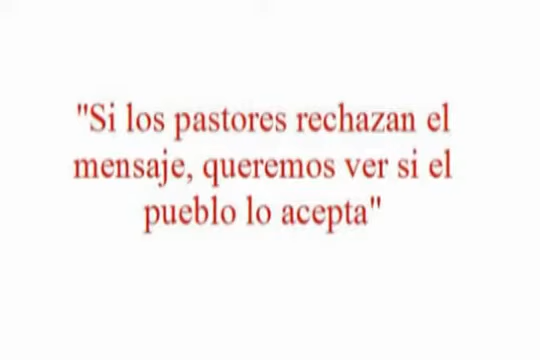 "Si los pastores rechazan el
mensaje, queremos ver si el
pueblo lo acepta"